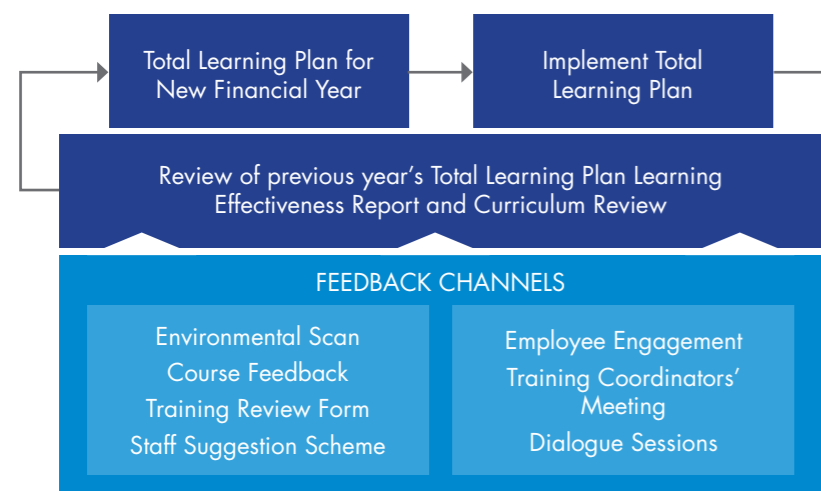 Total Learning Plan for
New Financial Year
Implement Total
Learning Plan
Review of previous year’s Total Learning Plan Learning
Effectiveness Report and Curriculum Review
FEEDBACK CHANNELS
Environmental Scan
Course Feedback
Training Review Form
Staff Suggestion Scheme
Employee Engagement
Training Coordinators’
Meeting
Dialogue Sessions